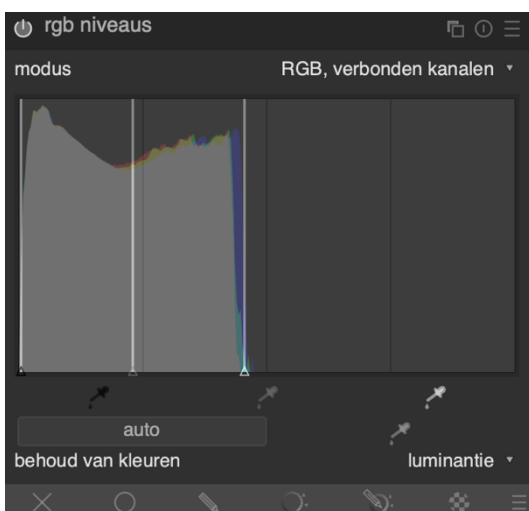 rgb niveaus
modus RGB, verbonden kanalen
auto
behoud van kleuren luminantie